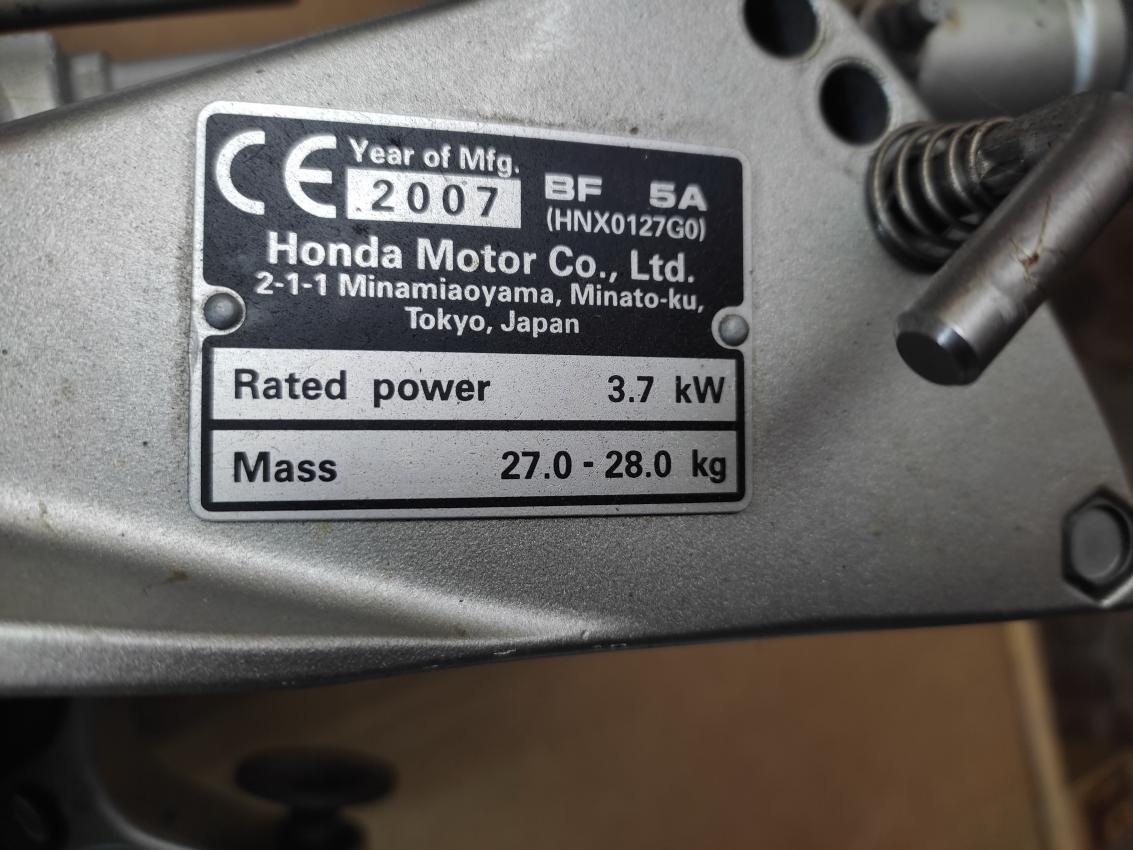 CE Year of Mfg.
2007 BF 5A
(HNX0127G0)
Honda Motor Co., Ltd.
2-1-1 Minamiaoyama, Minato-ku,
Tokyo, Japan
Rated power 3.7 kW
Mass 27.0 - 28.0 kg